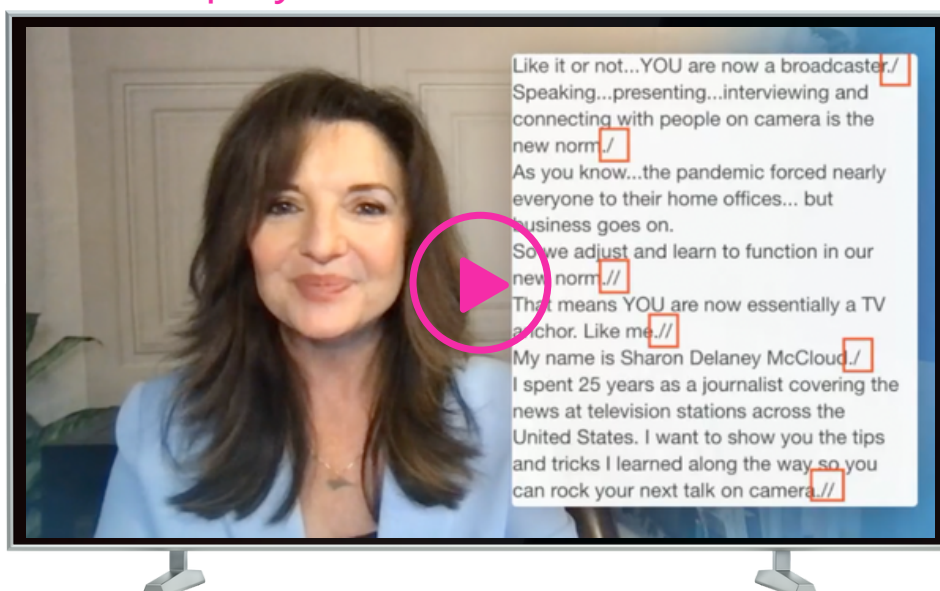 Like it or not...YOU are now a broadcaster./
Speaking...presenting...interviewing and
connecting with people on camera is the
new norm./
As you know...the pandemic forced nearly
everyone to their home offices... but
business goes on.
So we adjust and learn to function in our
new norm.//
That means YOU are now essentially a TV
anchor. Like me.//
My name is Sharon Delaney McCloud./
I spent 25 years as a journalist covering the
news at television stations across the
United States. I want to show you the tips
and tricks I learned along the way so you
can rock your next talk on camera.//